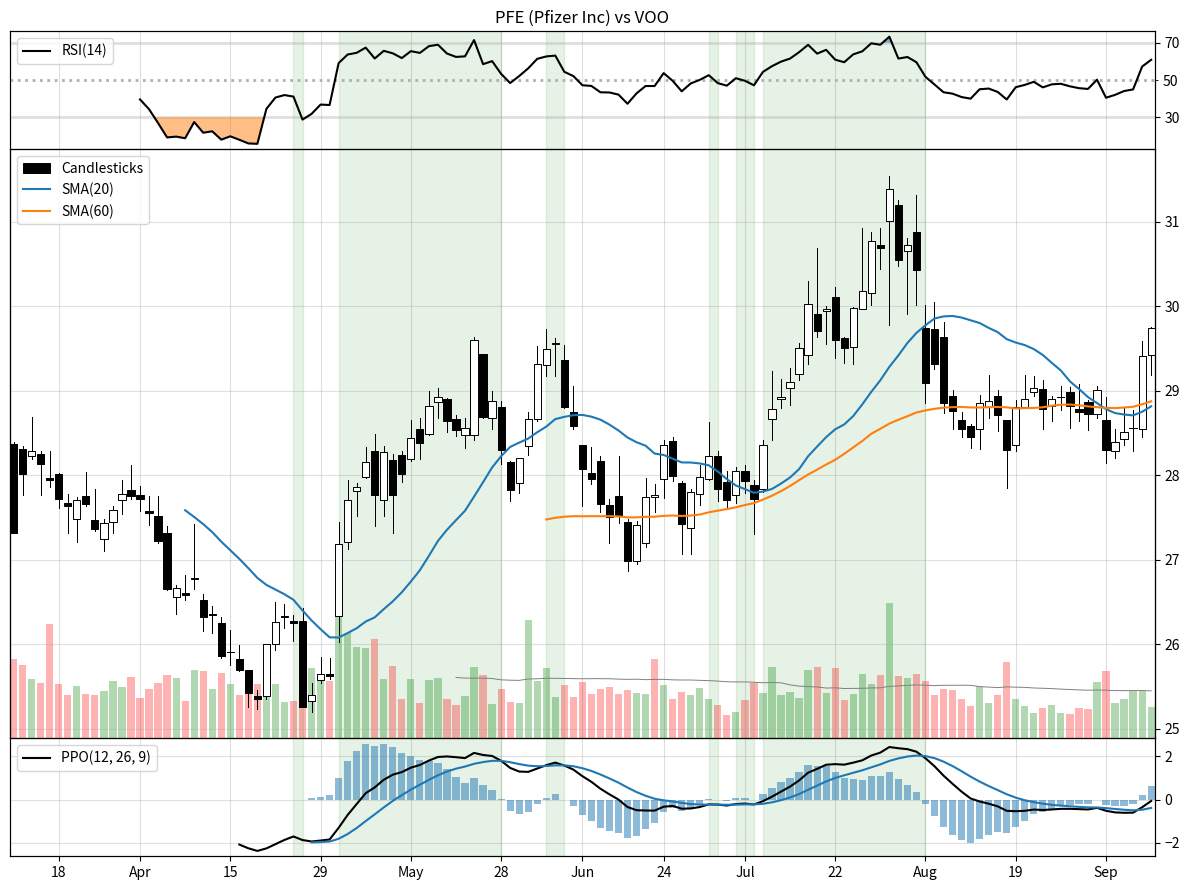 PFE (Pfizer Inc) vs VOO
RSI(14)
70
50
30
Candlesticks
SMA(20)
SMA(60)
31
30
29
28
27
26
25
PPO(12, 26, 9)
2
0
−2
18 Apr 15 29 May 28 Jun 24 Jul 22 Aug 19 Sep